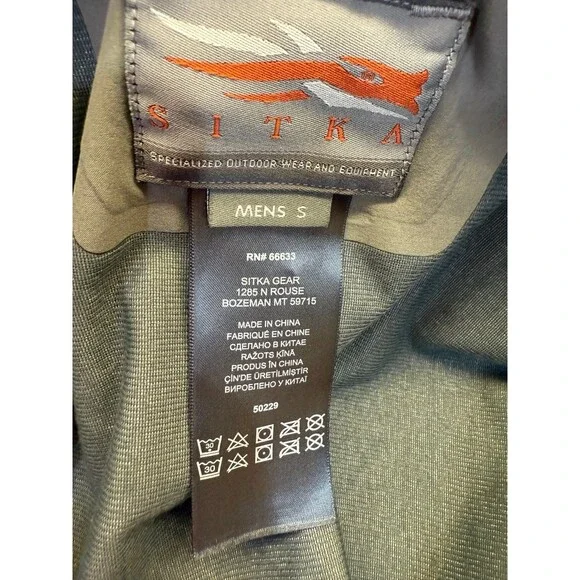 SITKA
SPECIALIZED OUTDOOR WEAR AND EQUIPMENT
MENS S
RN# 66633
SITKA GEAR
1285 N ROUSE
BOZEMAN MT 59715
MADE IN CHINA
FABRIQUÉ EN CHINE
СДЕЛАНО В КИТАЕ
RAŽOTS ĶĪNĀ
PRODUS ÎN CHINA
ÇİN'DE ÜRETİLMİŞTİR
ВИРОБЛЕНО У КИТАЇ
50229
30
30